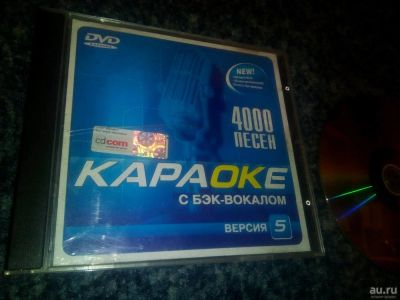 DVD
NEW!
4000
ПЕСЕН
cdcom
КАРАОКЕ
С БЭК-ВОКАЛОМ
ВЕРСИЯ 5
au.ru